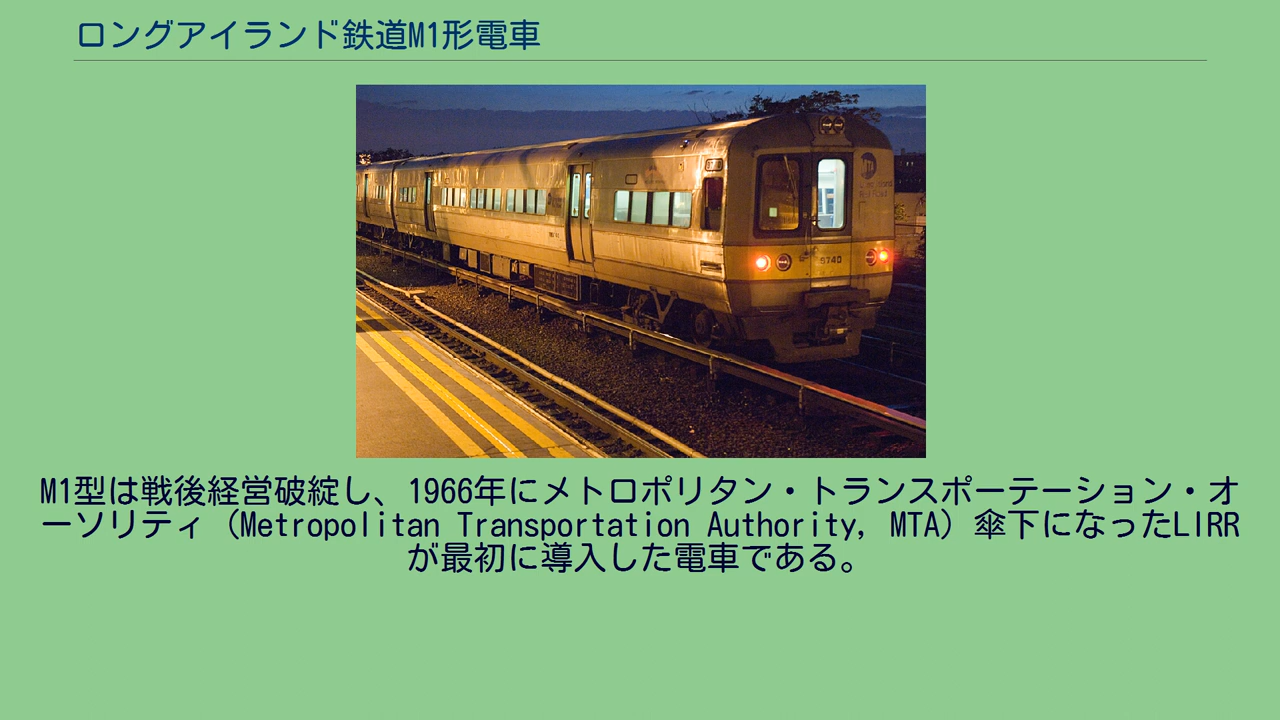 ロングアイランド鉄道M1形電車
MTA
9740
M1型は戦後経営破綻し、1966年にメトロポリタン・トランスポーテーション・オ
ーソリティ（Metropolitan Transportation Authority, MTA）傘下になったLIRR
が最初に導入した電車である。